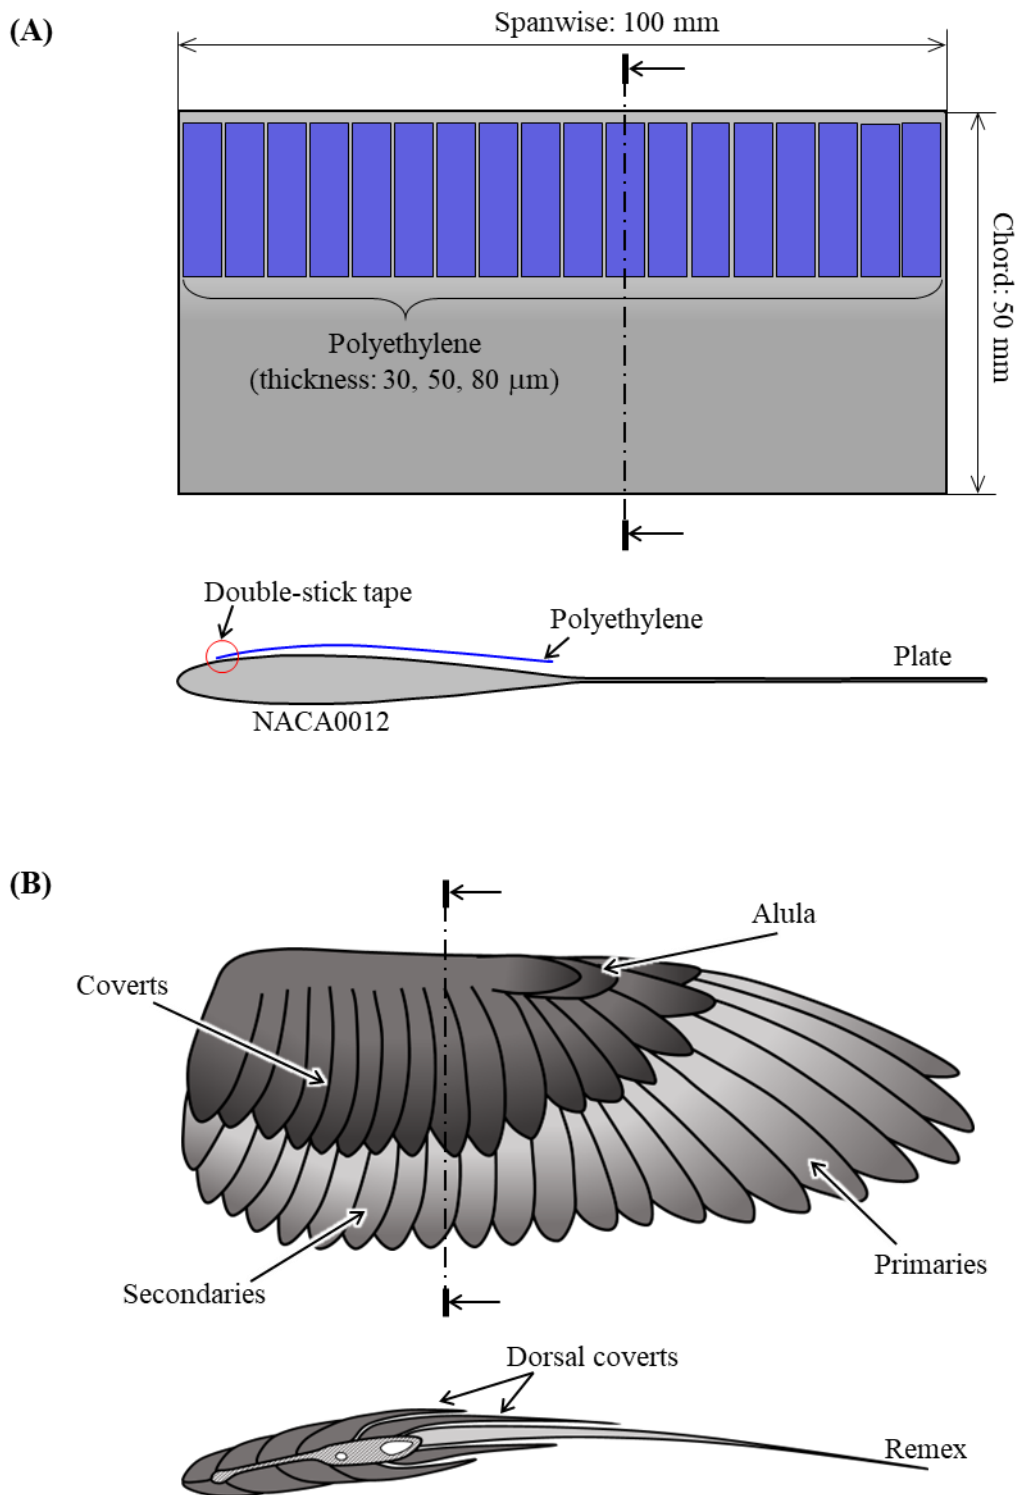 (A)
Spanwise: 100 mm
Chord: 50 mm
Polyethylene
(thickness: 30, 50, 80 μm)
Double-stick tape
Polyethylene
Plate
NACA0012
(B)
Alula
Coverts
Primaries
Secondaries
Dorsal coverts
Remex